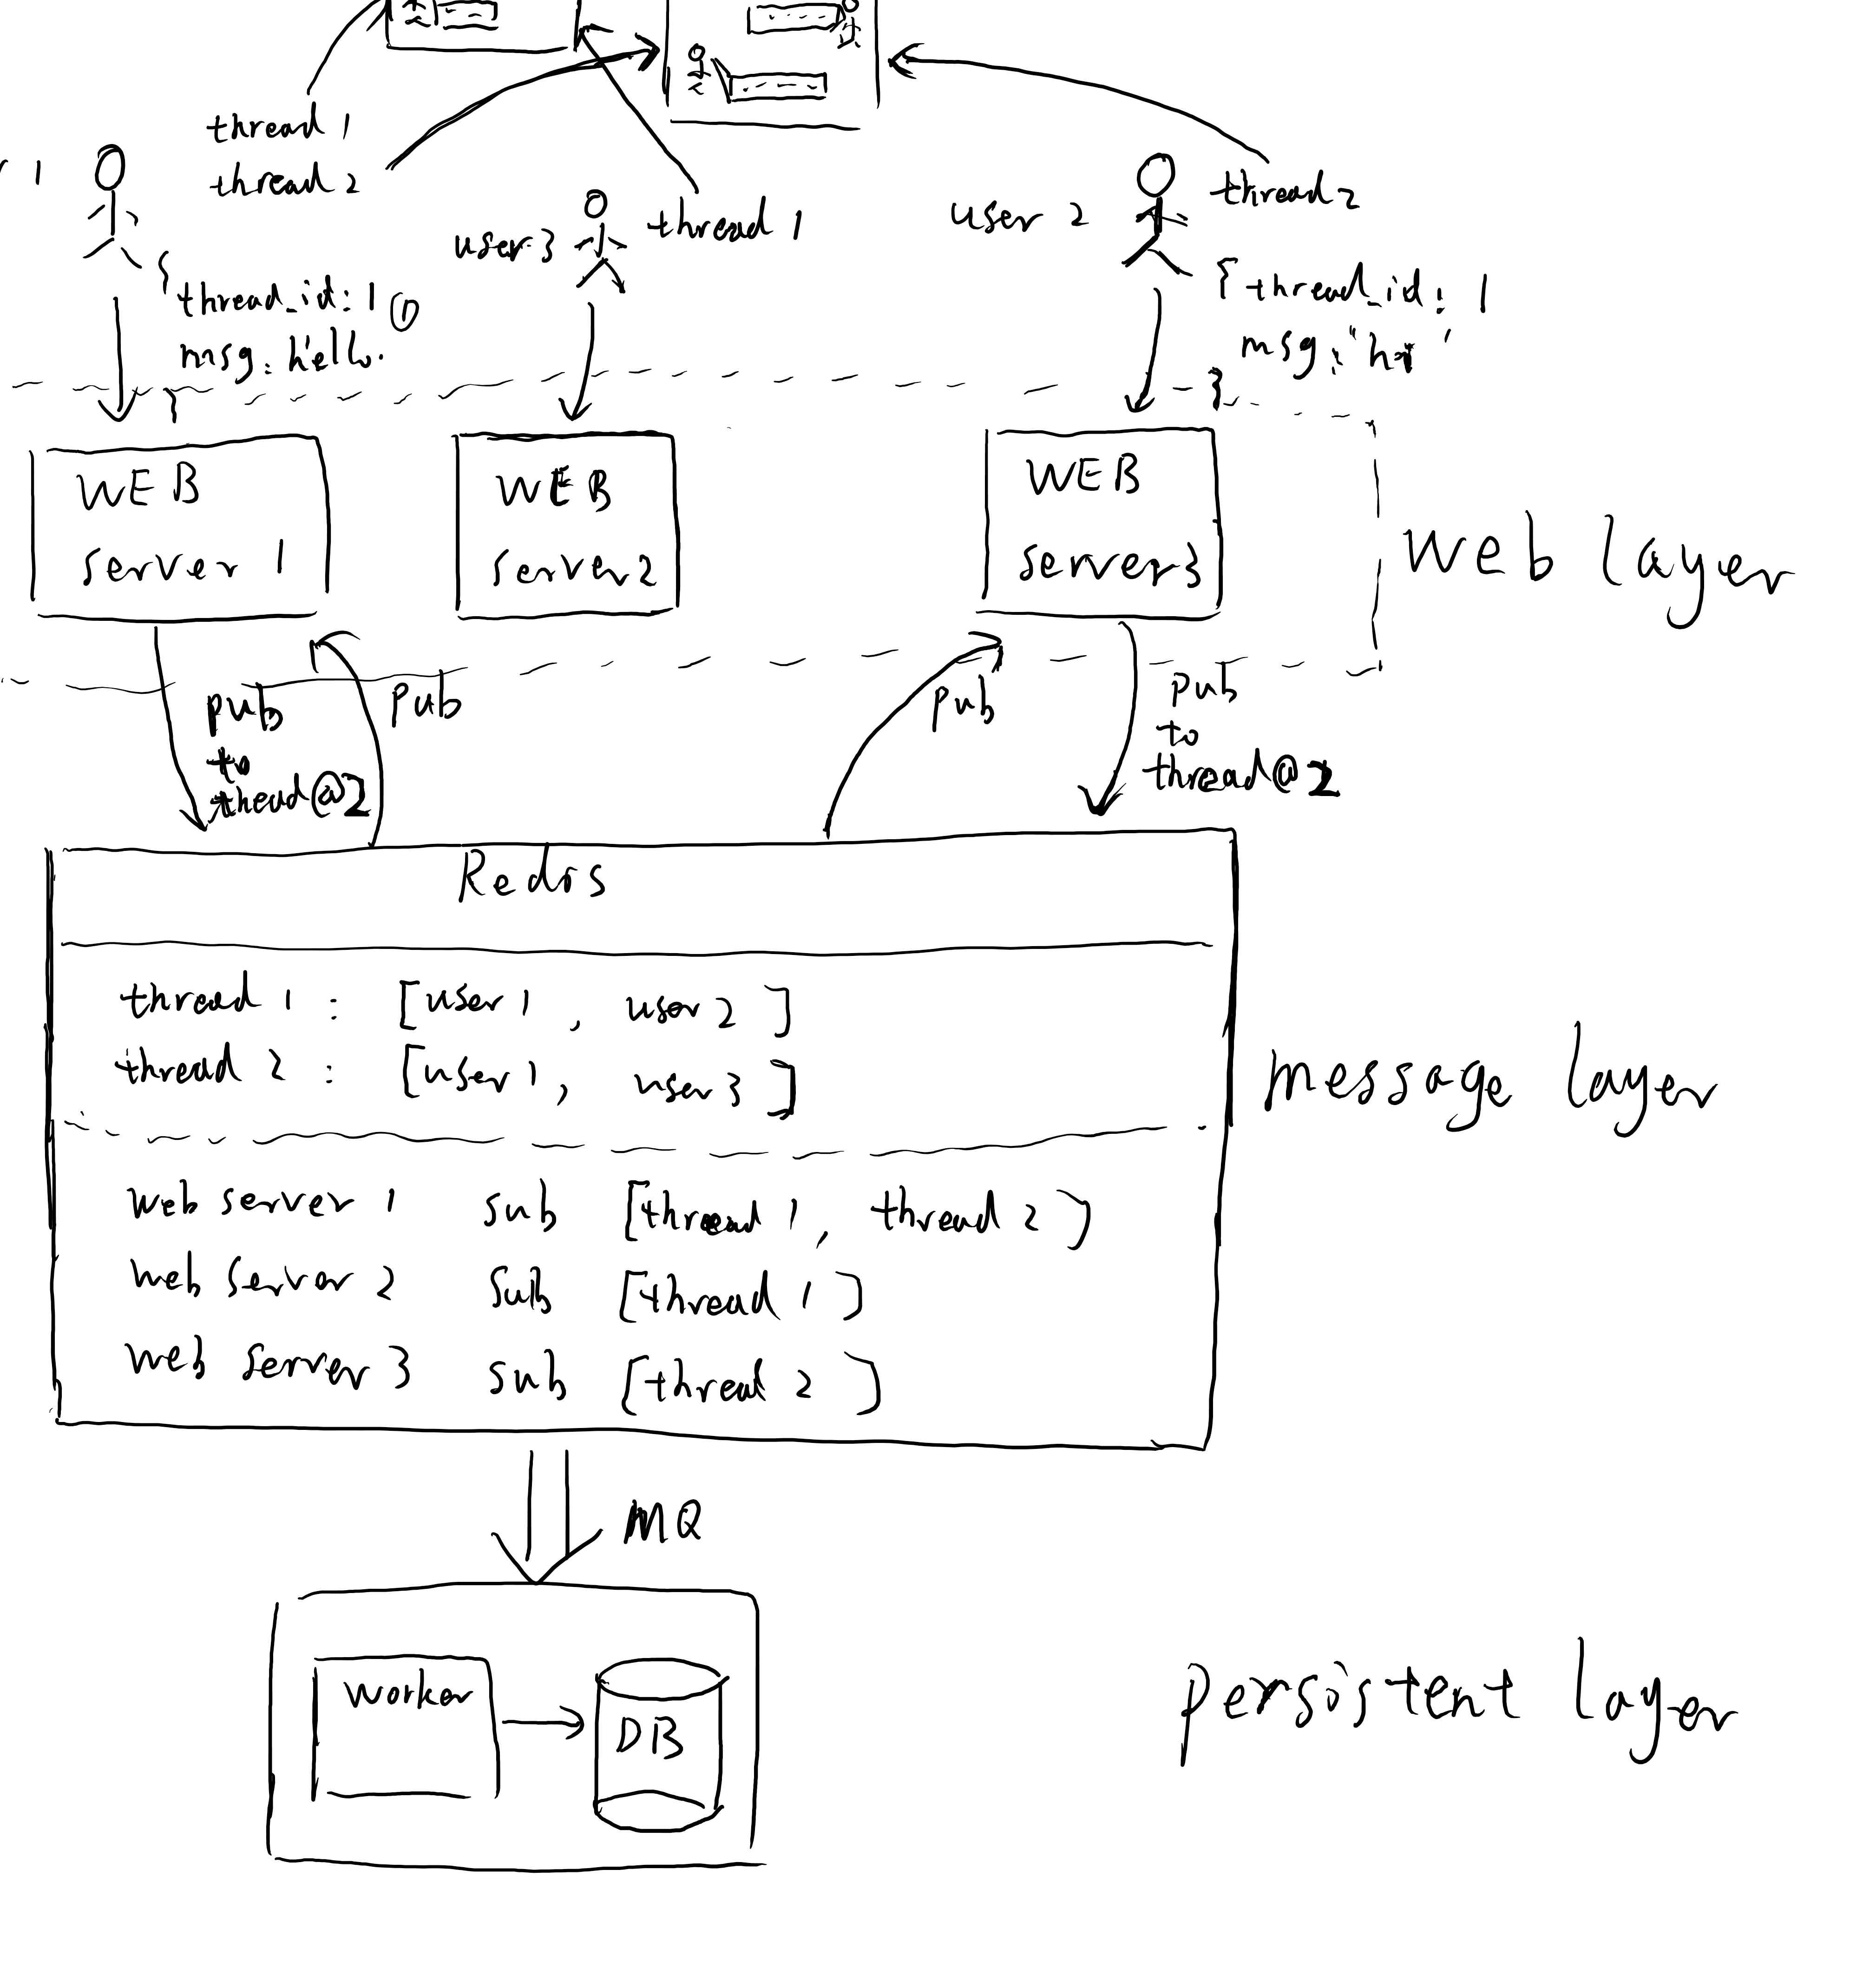 thread 1
thread 2
1
user 3
thread 1
user 2
thread 2
{
thread_id: 1 ①
msg: hello
}
{ thread_id: 1
msg: "hi"
}
WEB
server 1
WEB
server 2
WEB
server 3
Web layer
pub
to
thead@2
pub
pub
pub
to
thread@2
Redis
thread 1 : [user 1, user 2]
thread 2 : [user 1, user 3]
message layer
web server 1 sub [thread 1, thread 2]
web server 2 sub [thread 1]
web server 3 sub [thread 2]
MQ
worker
DB
persistent layer